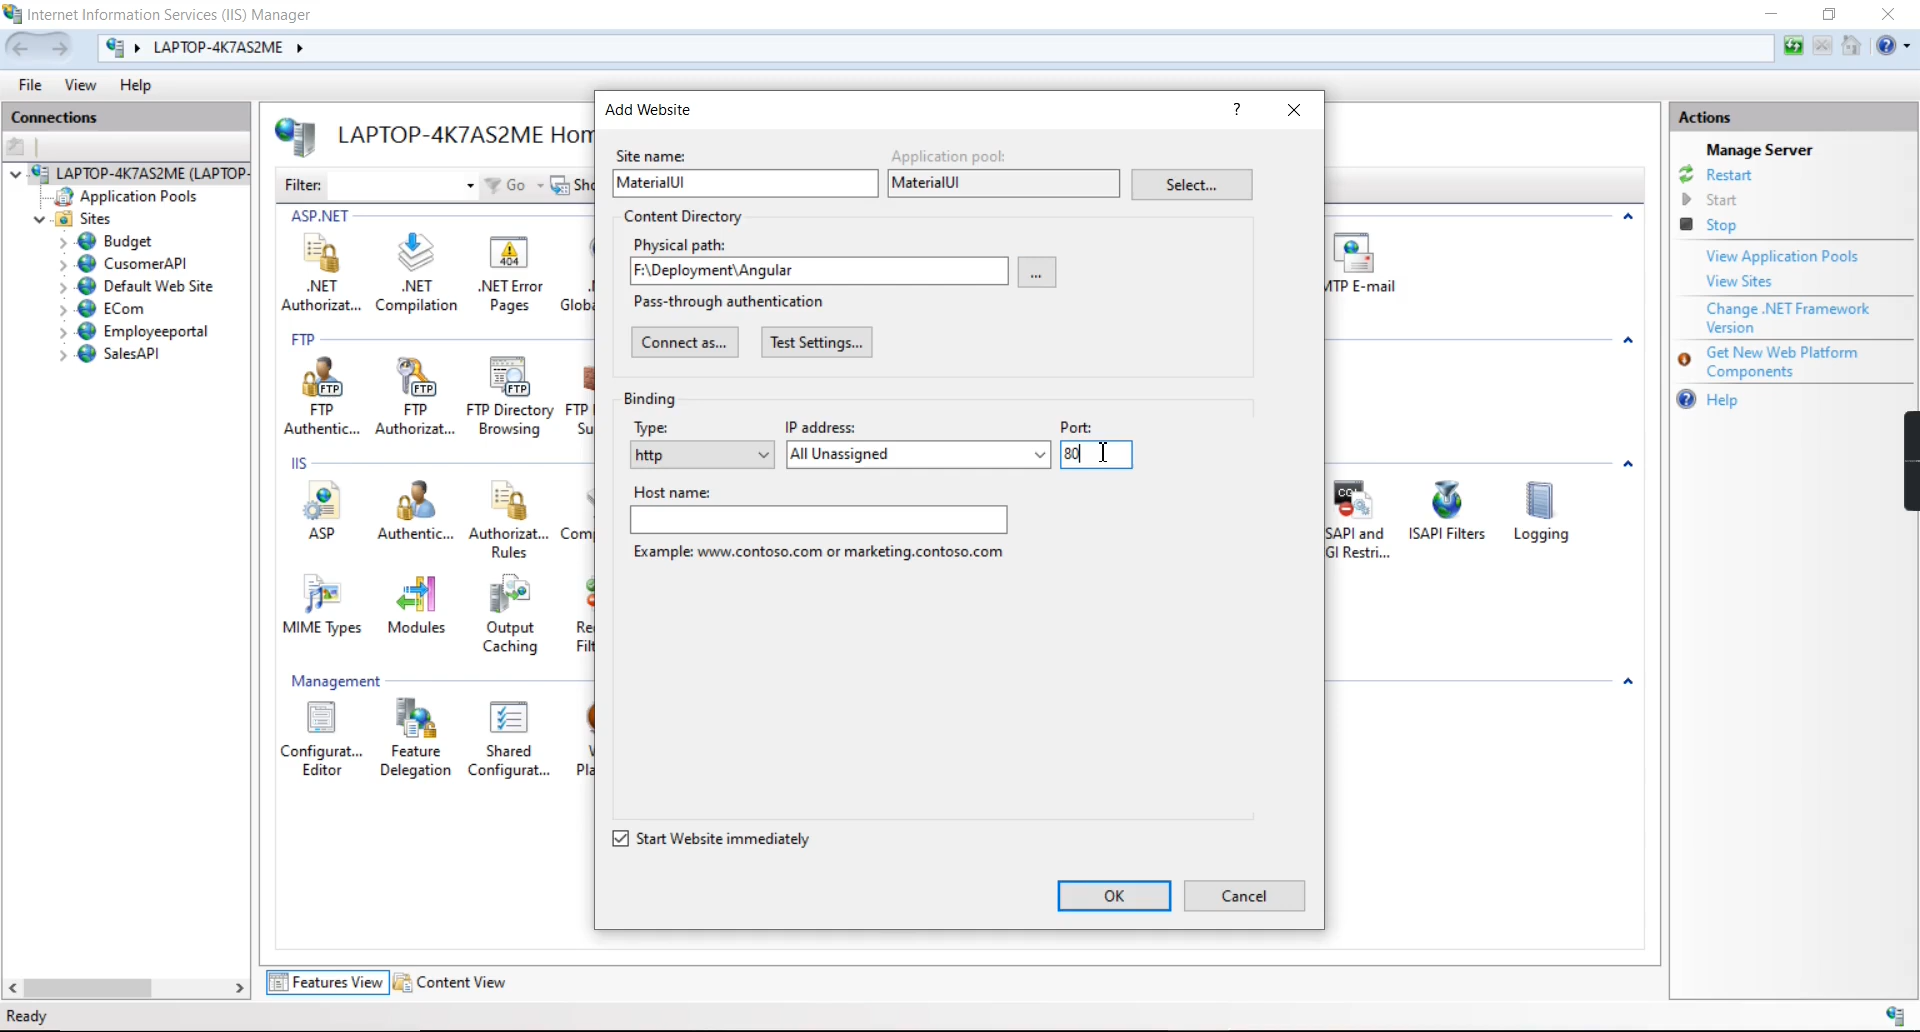 Internet Information Services (IIS) Manager
LAPTOP-4K7AS2ME
File View Help
Connections
LAPTOP-4K7AS2ME (LAPTOP-
Application Pools
Sites
Budget
CusomerAPI
Default Web Site
ECom
Employeeportal
SalesAPI
LAPTOP-4K7AS2ME Hom
Filter: Go Sho
ASP.NET
.NET
Authorizat...
.NET
Compilation
.NET Error
Pages
Globa
MTP E-mail
FTP
FTP
Authentic...
FTP
Authorizat...
FTP Directory
Browsing
FTP
Su
IIS
ASP
Authentic...
Authorizat...
Rules
Com
SAPI and
GI Restri...
ISAPI Filters
Logging
MIME Types
Modules
Output
Caching
Re
Filt
Management
Configurat...
Editor
Feature
Delegation
Shared
Configurat...
Pla
Features View Content View
Ready
Add Website
?
Site name:
MaterialUI
Application pool:
MaterialUI
Select...
Content Directory
Physical path:
F:\Deployment\Angular
...
Pass-through authentication
Connect as... Test Settings...
Binding
Type: IP address: Port:
http All Unassigned 80
Host name:
Example: www.contoso.com or marketing.contoso.com
Start Website immediately
OK Cancel
Actions
Manage Server
Restart
Start
Stop
View Application Pools
View Sites
Change .NET Framework
Version
Get New Web Platform
Components
Help